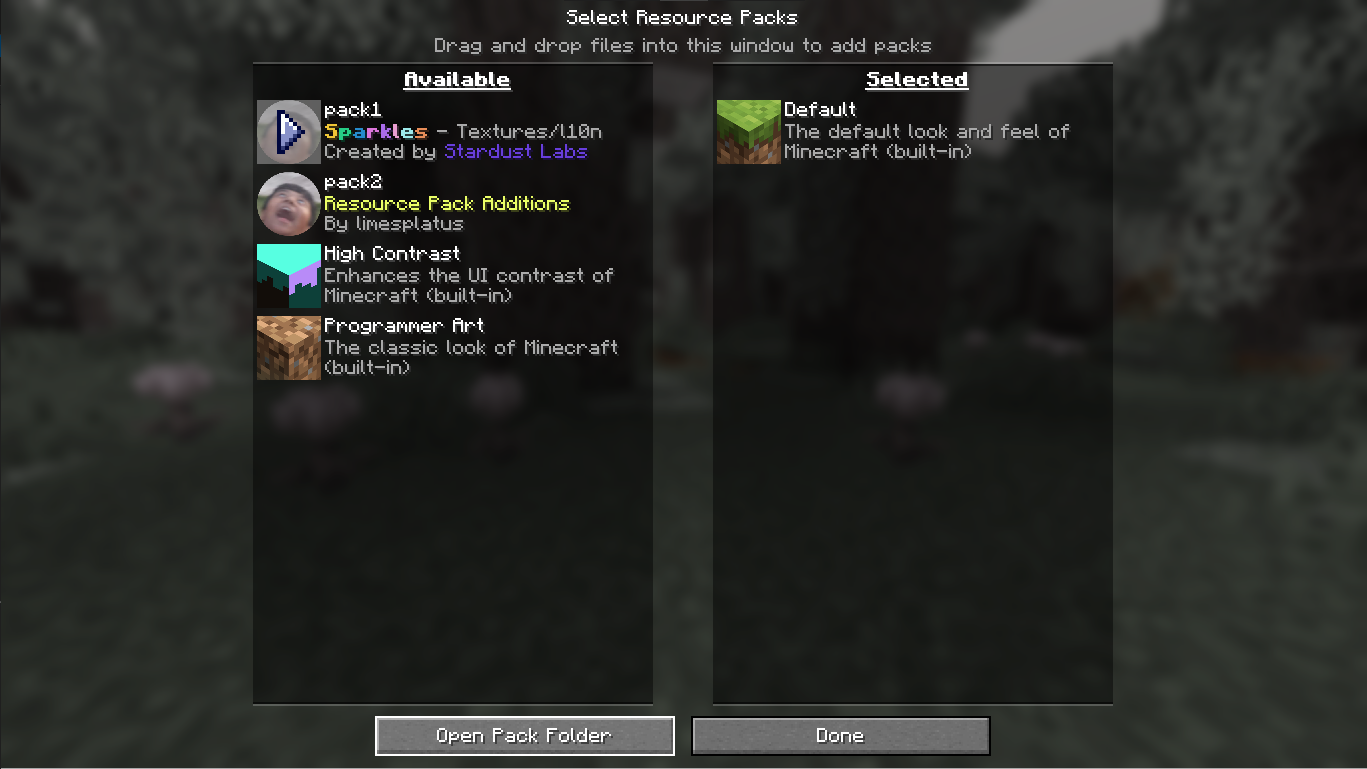 Select Resource Packs
Drag and drop files into this window to add packs
Available
pack1
Sparkles - Textures/l10n
Created by Stardust Labs
pack2
Resource Pack Additions
By limesplatus
High Contrast
Enhances the UI contrast of
Minecraft (built-in)
Programmer Art
The classic look of Minecraft
(built-in)
Selected
Default
The default look and feel of
Minecraft (built-in)
Open Pack Folder
Done